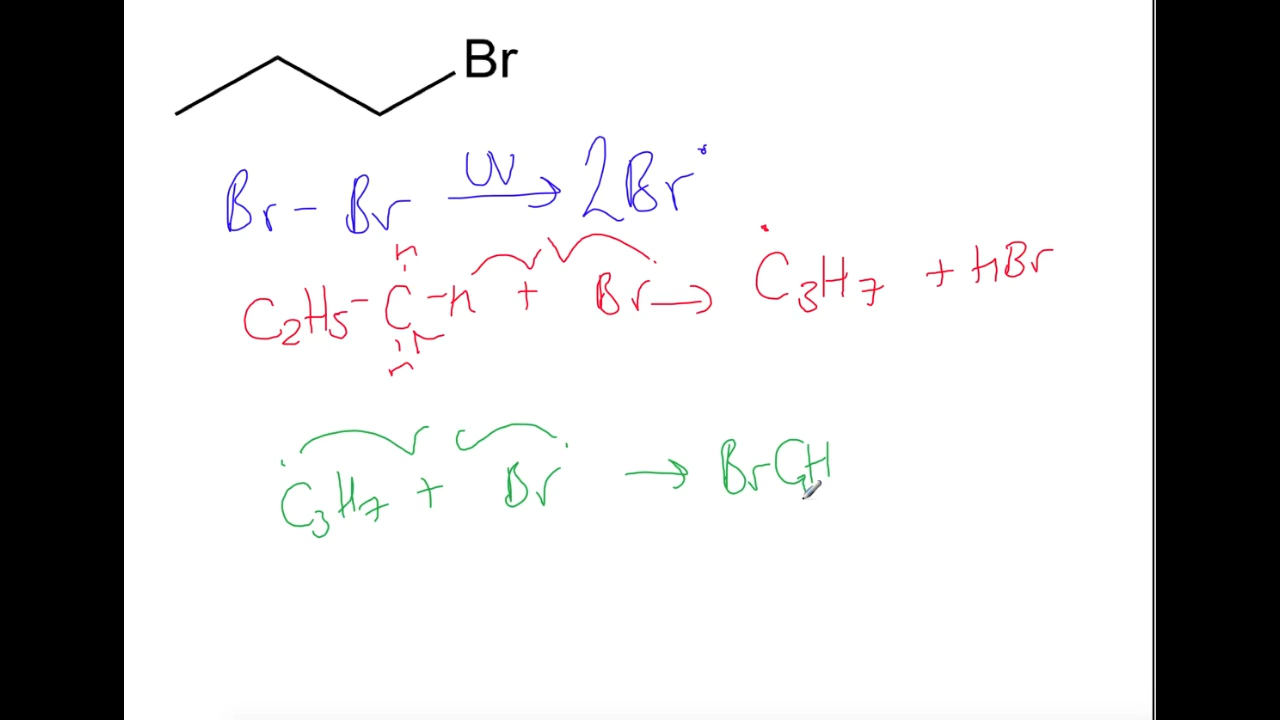 Br
Br - Br UV → 2Br•
H
C2H5 - C - H + Br• → •C3H7 + HBr
H
•C3H7 + Br• → BrC3H